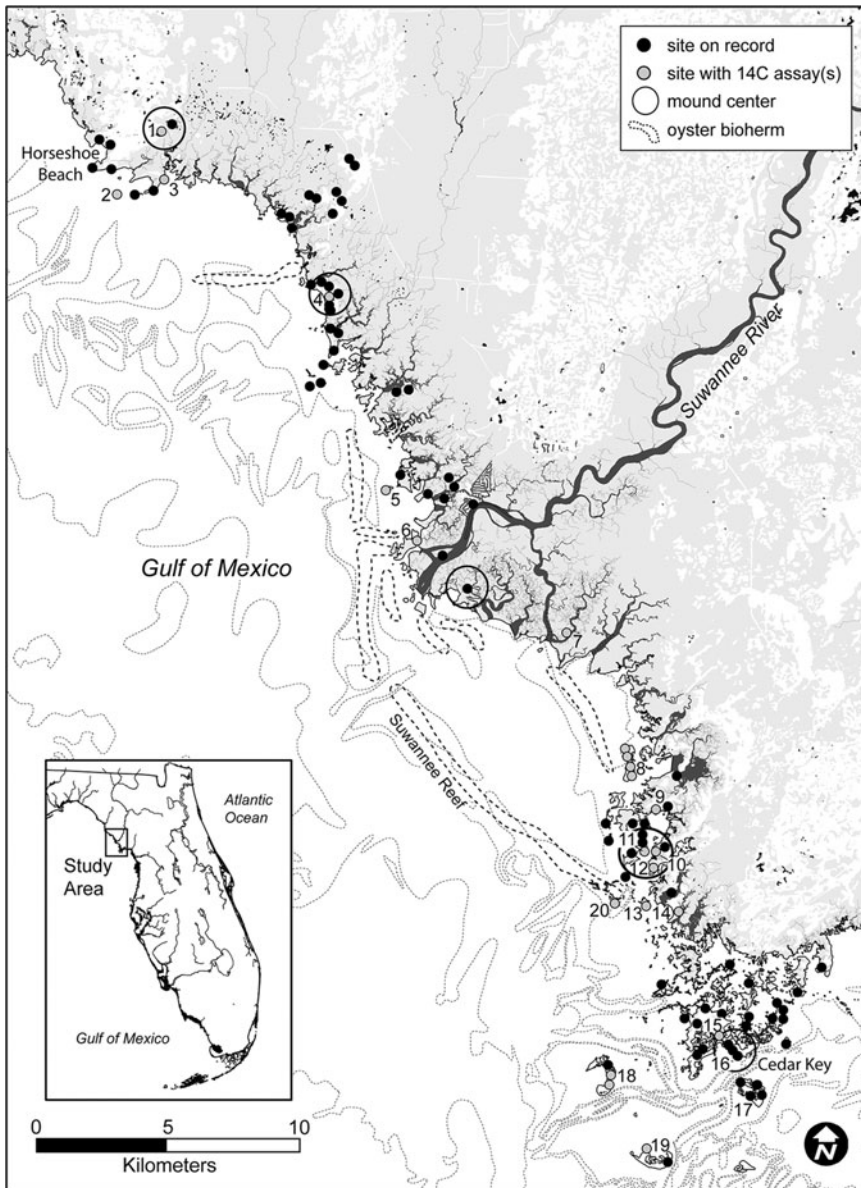 site on record
site with 14C assay(s)
mound center
oyster bioherm
1
Horseshoe
Beach
2
3
4
Suwannee River
5
6
Gulf of Mexico
7
Suwannee Reef
8
9
11
10
12
20
13
14
15
16
Cedar Key
17
18
19
Atlantic
Ocean
Study
Area
Gulf of Mexico
0
5
10
Kilometers
N